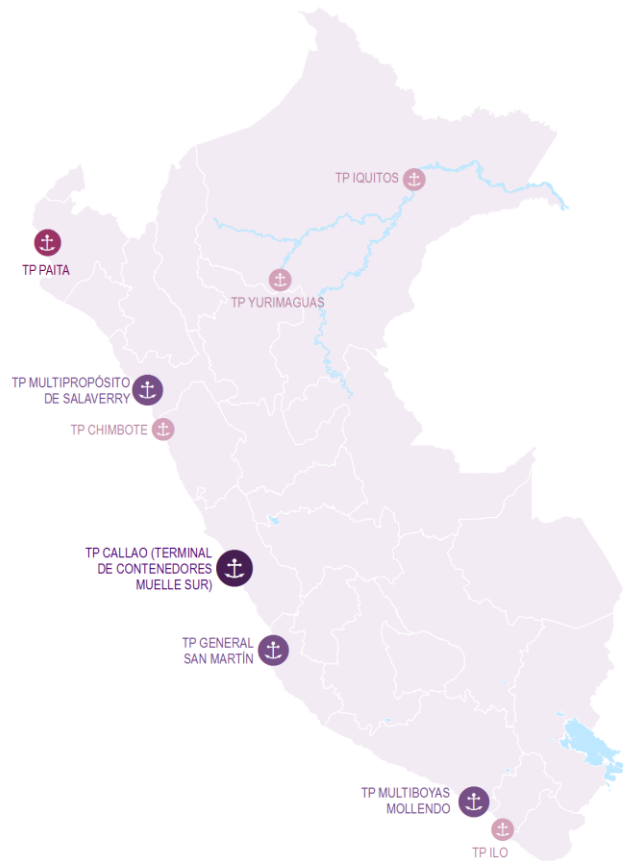 TP IQUITOS
TP PAITA
TP YURIMAGUAS
TP MULTIPROPÓSITO
DE SALAVERRY
TP CHIMBOTE
TP CALLAO (TERMINAL
DE CONTENEDORES
MUELLE SUR)
TP GENERAL
SAN MARTÍN
TP MULTIBOYAS
MOLLENDO
TP ILO